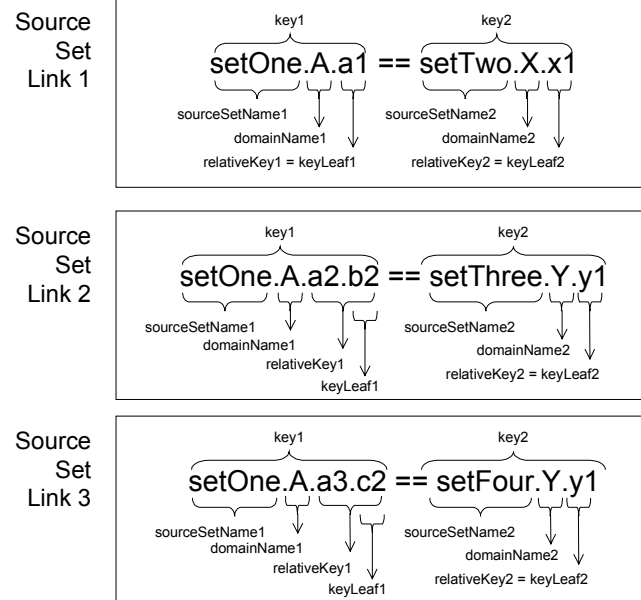 Source
Set
Link 1
key1
key2
setOne.A.a1 == setTwo.X.x1
sourceSetName1
sourceSetName2
domainName1
domainName2
relativeKey1 = keyLeaf1
relativeKey2 = keyLeaf2
Source
Set
Link 2
key1
key2
setOne.A.a2.b2 == setThree.Y.y1
sourceSetName1
sourceSetName2
domainName1
domainName2
relativeKey1
relativeKey2 = keyLeaf2
keyLeaf1
Source
Set
Link 3
key1
key2
setOne.A.a3.c2 == setFour.Y.y1
sourceSetName1
sourceSetName2
domainName1
domainName2
relativeKey1
relativeKey2 = keyLeaf2
keyLeaf1